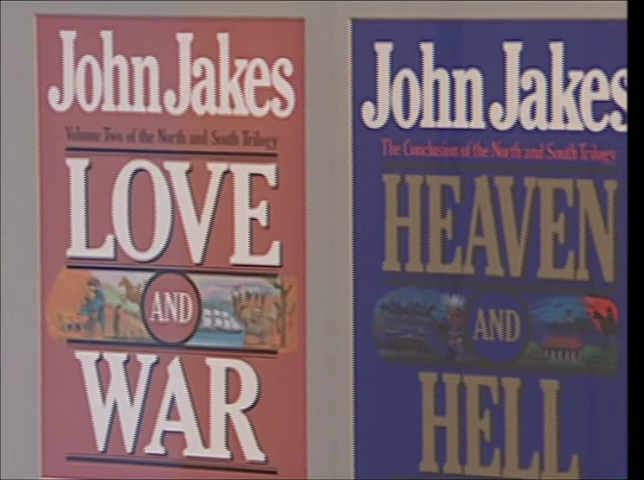 John Jakes
Volume Two of the North and South Trilogy
LOVE
AND
WAR
John Jakes
The Conclusion of the North and South Trilogy
HEAVEN
AND
HELL